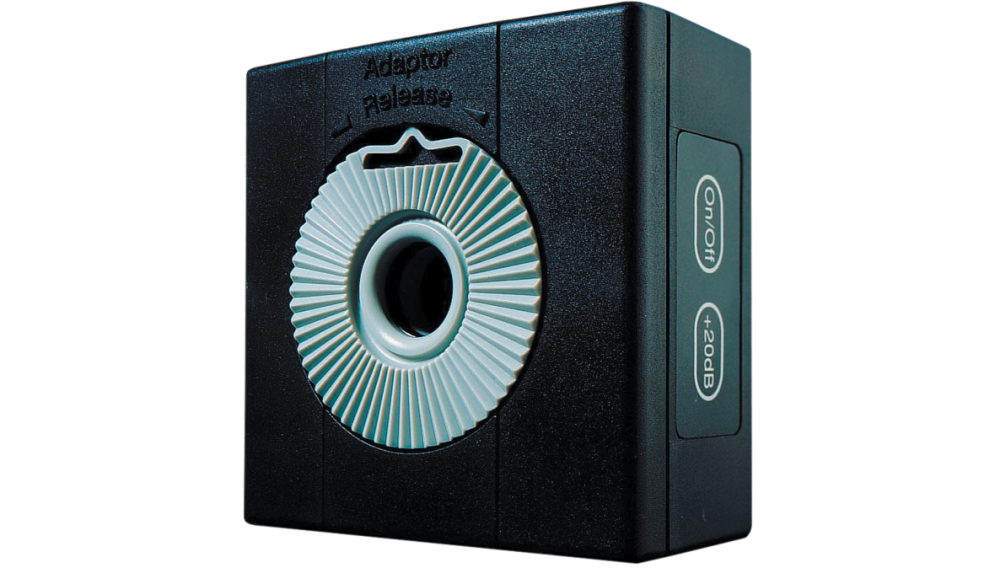 Adaptor
Release
On/Off
+20dB